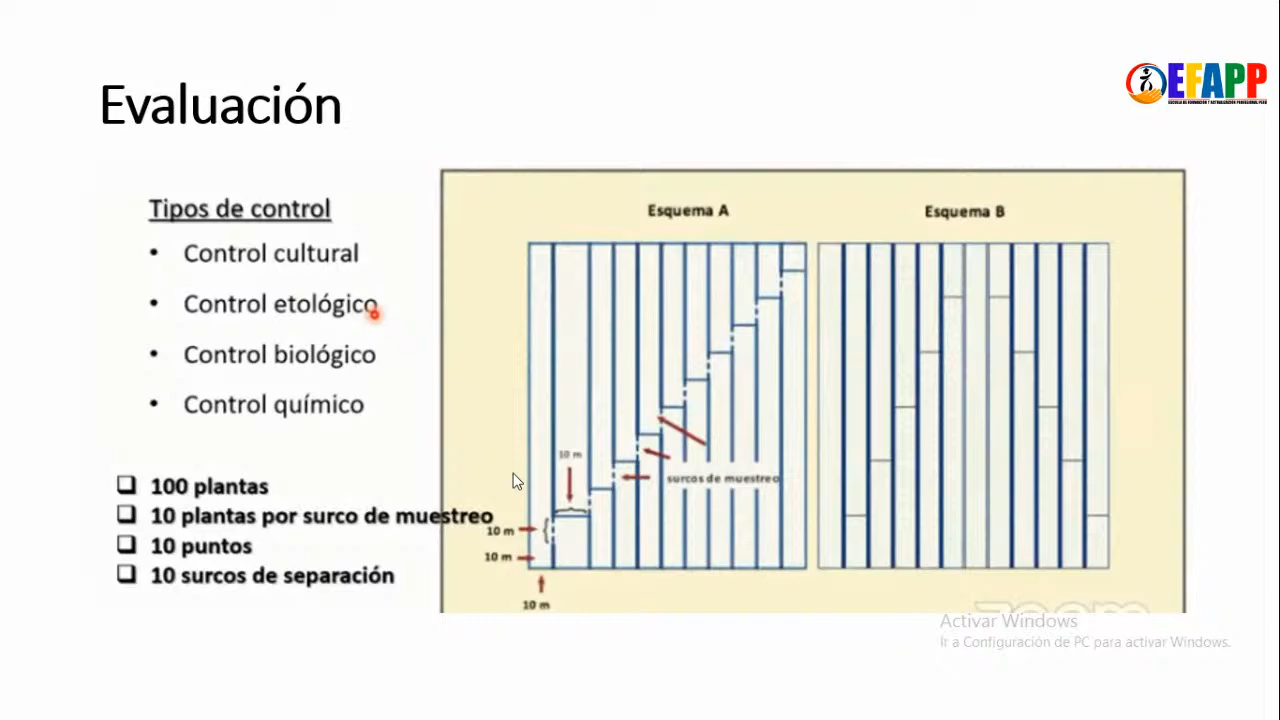 EFAPP
ESCUELA DE FORMACIÓN Y ACTUALIZACIÓN PROFESIONAL PERÚ
Evaluación
Tipos de control
• Control cultural
• Control etológico
• Control biológico
• Control químico
100 plantas
10 plantas por surco de muestreo
10 puntos
10 surcos de separación
Esquema A
Esquema B
10 m
surcos de muestreo
10 m
10 m
10 m
zoom
Activar Windows
Ir a Configuración de PC para activar Windows.